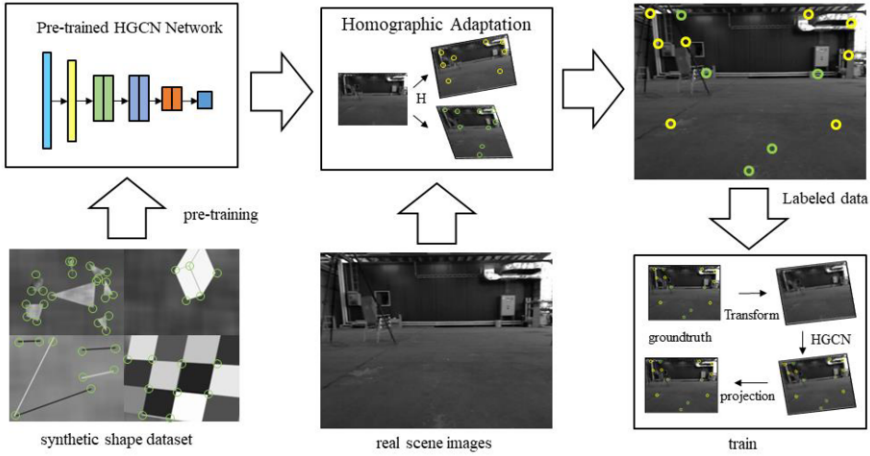 Pre-trained HGCN Network
Homographic Adaptation
H
pre-training
Labeled data
groundtruth
Transform
HGCN
projection
synthetic shape dataset
real scene images
train